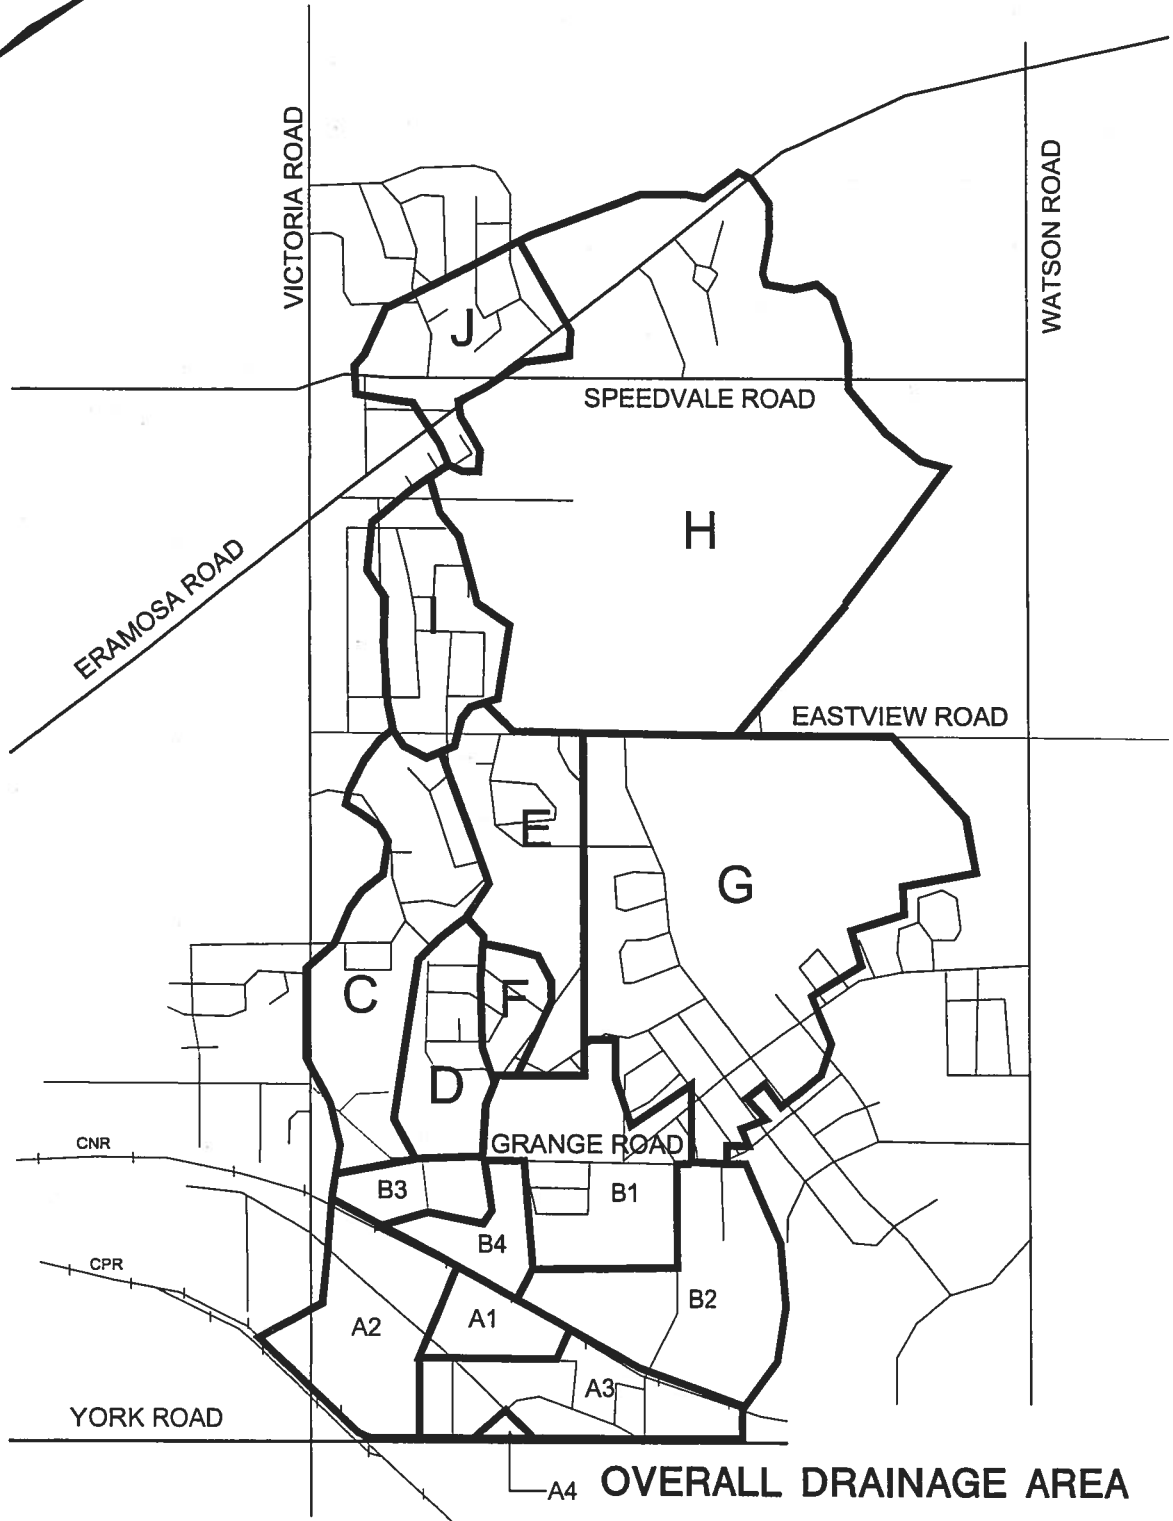 VICTORIA ROAD
WATSON ROAD
J
SPEEDVALE ROAD
H
ERAMOSA ROAD
I
EASTVIEW ROAD
E
G
C
F
D
GRANGE ROAD
CNR
B3
B1
B4
CPR
B2
A1
A2
A3
YORK ROAD
A4
OVERALL DRAINAGE AREA